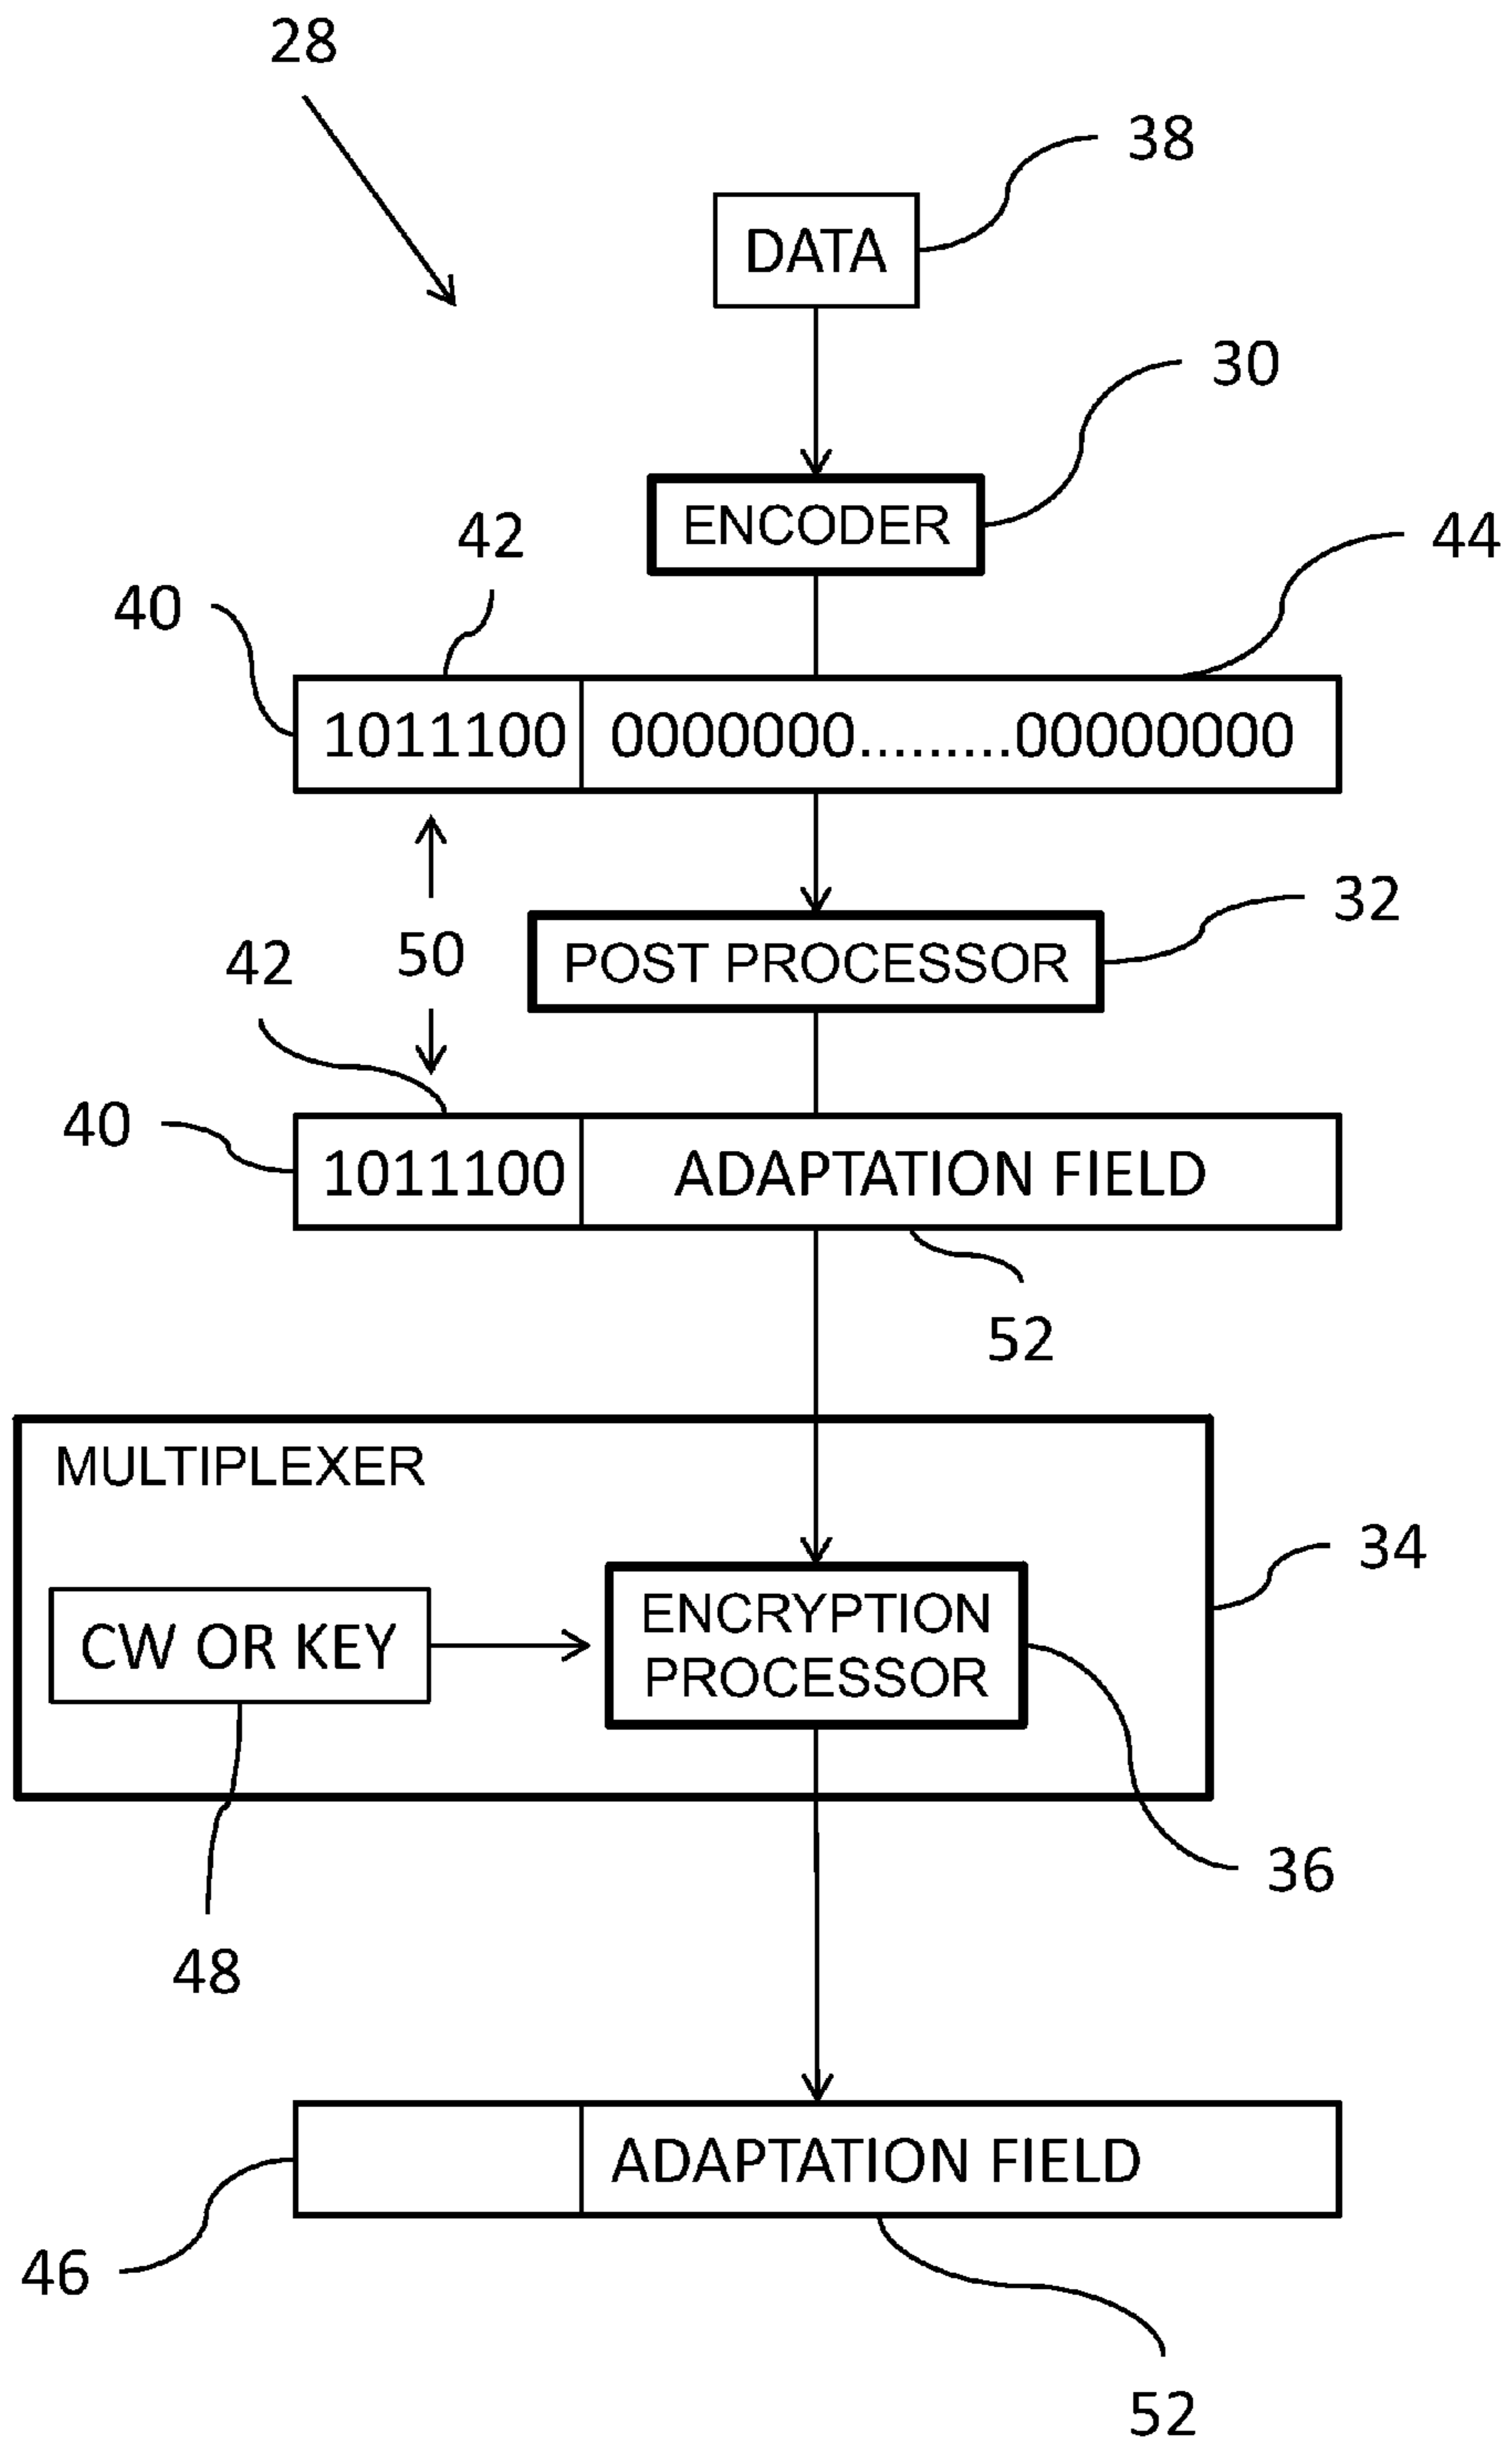 28
38
DATA
30
ENCODER
42
44
40
1011100 0000000.........00000000
32
42
50
POST PROCESSOR
40
1011100 ADAPTATION FIELD
52
MULTIPLEXER
34
CW OR KEY
ENCRYPTION
PROCESSOR
36
48
ADAPTATION FIELD
46
52